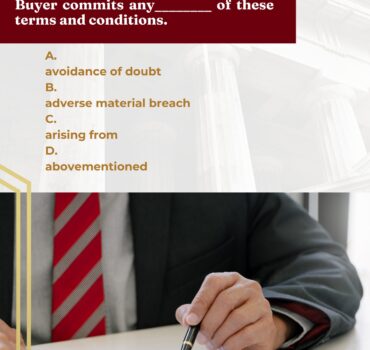 Buyer commits any________ of these
terms and conditions.
A.
avoidance of doubt
B.
adverse material breach
C.
arising from
D.
abovementioned